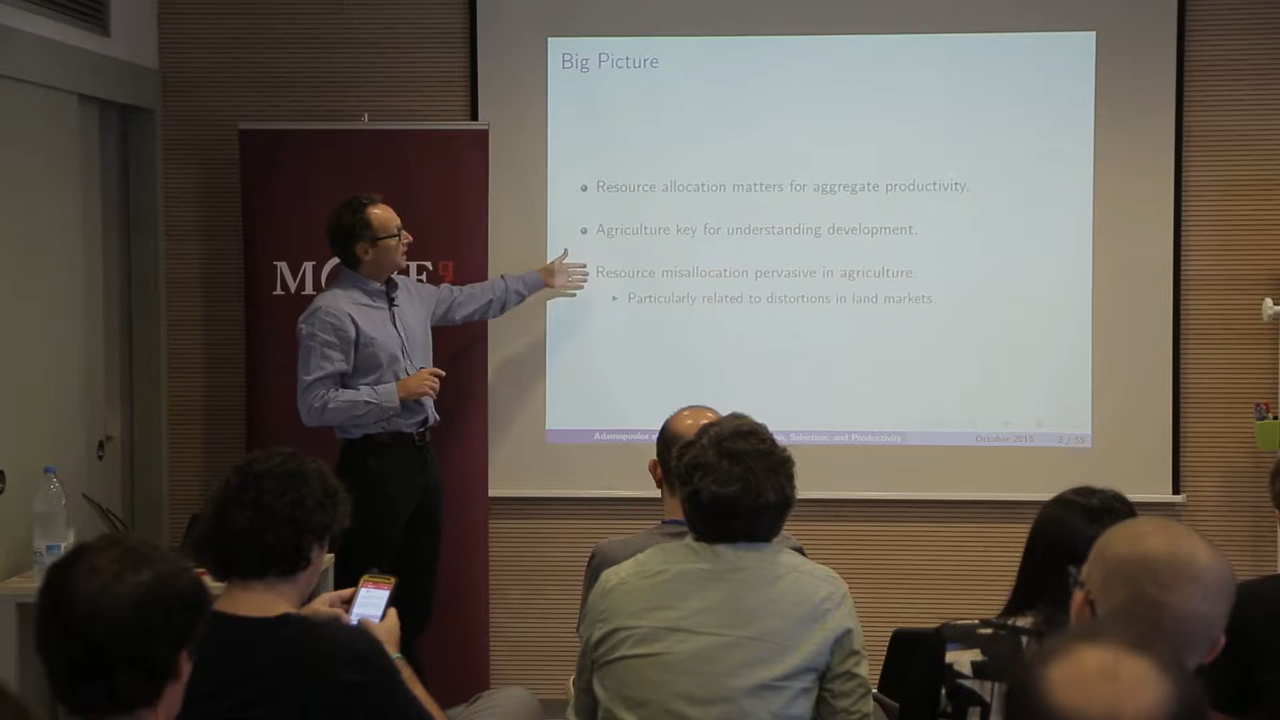 Big Picture
Resource allocation matters for aggregate productivity.
Agriculture key for understanding development.
Resource misallocation pervasive in agriculture.
Particularly related to distortions in land markets.
Adamopoulos
Selection, and Productivity
October 2015
2 / 55